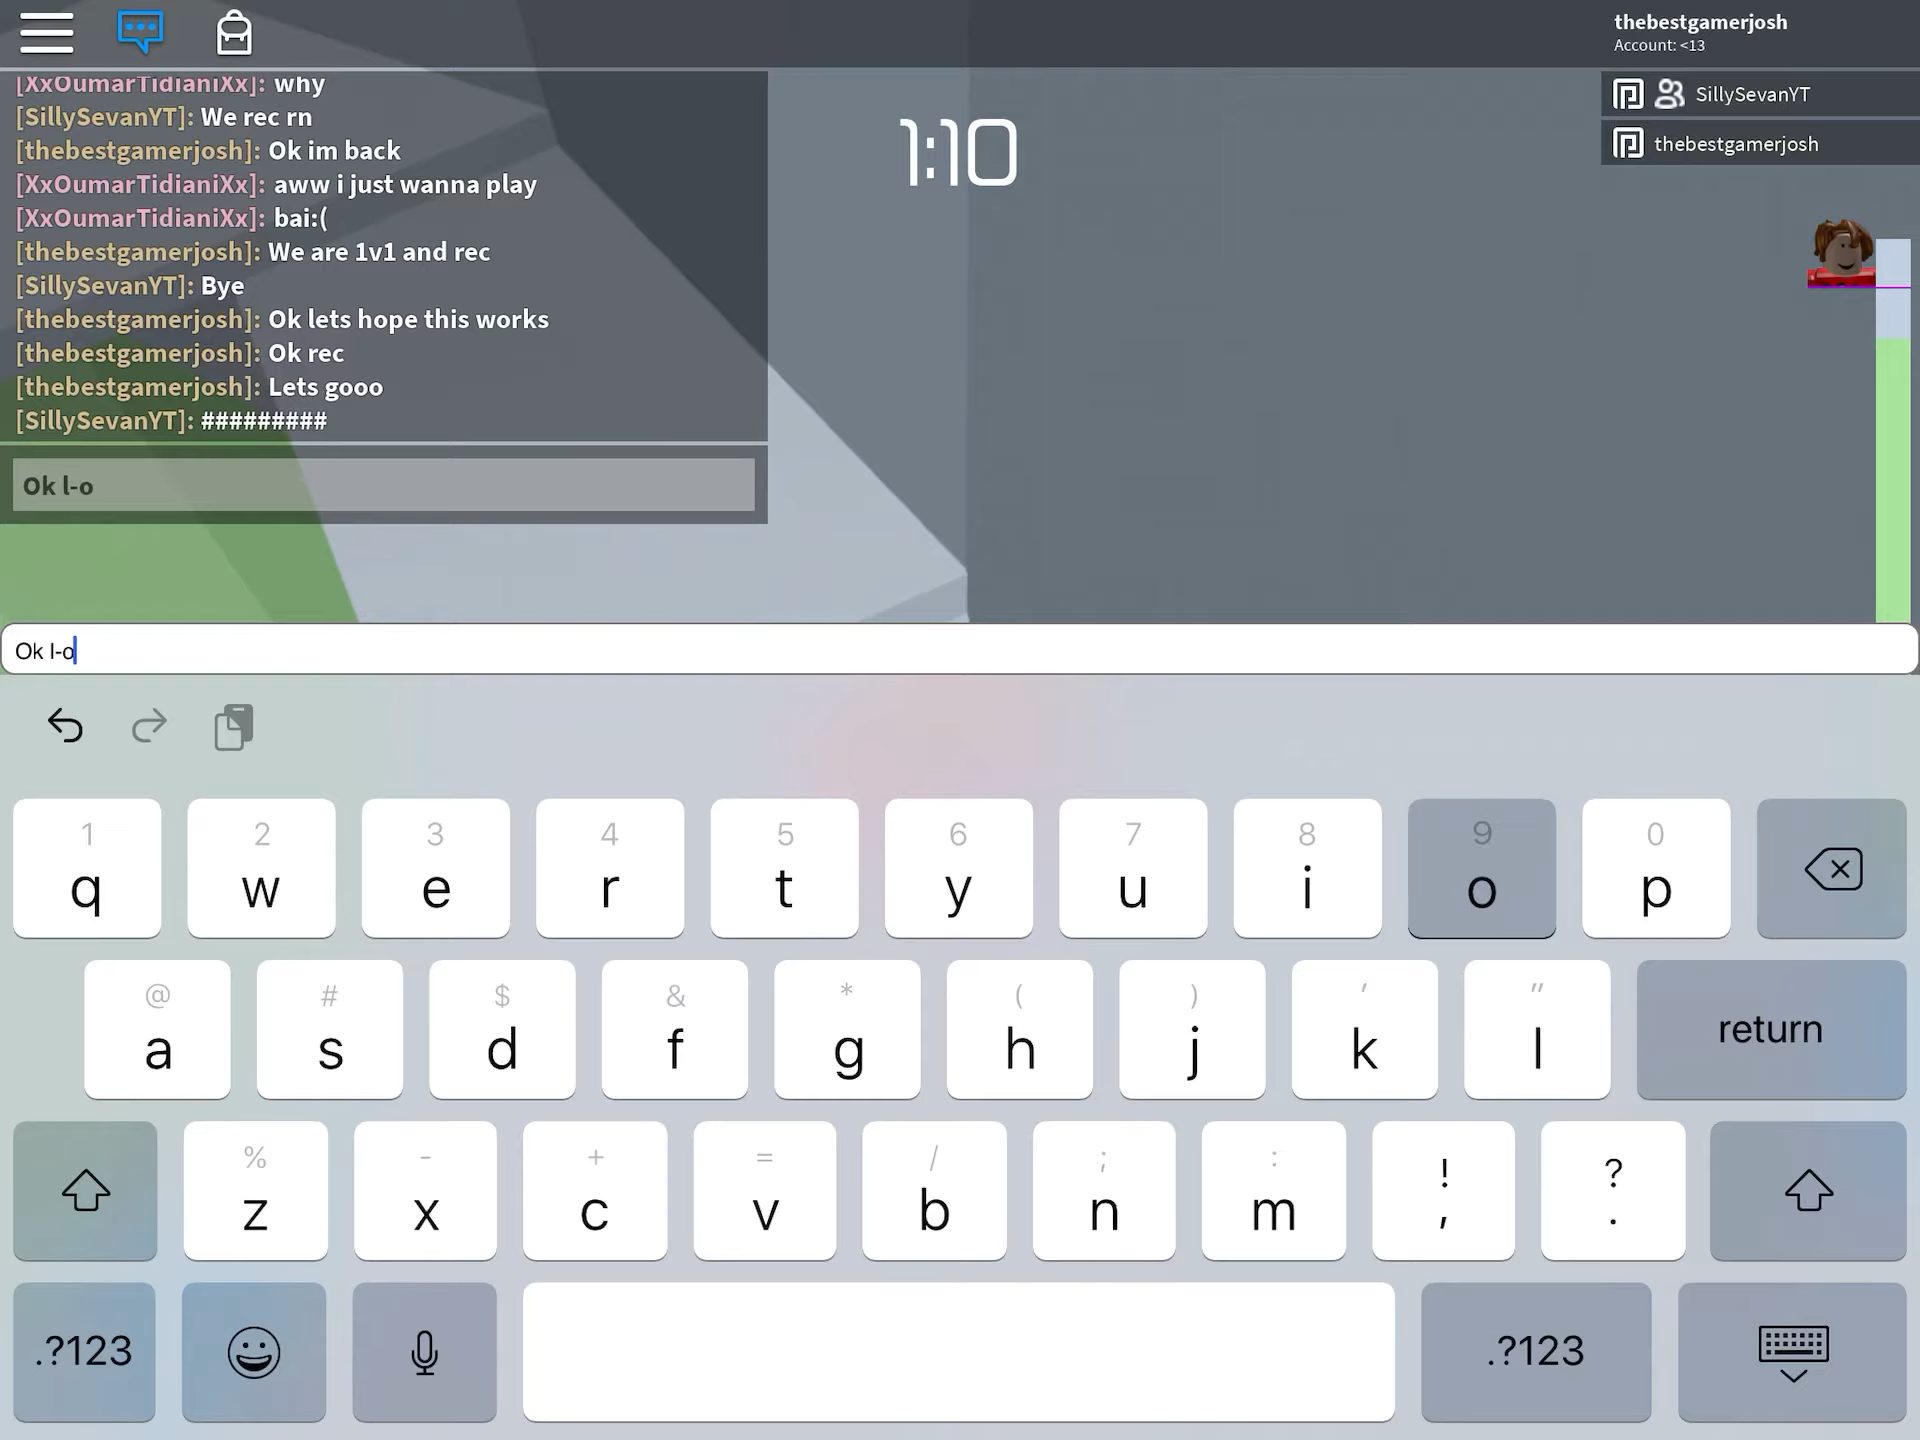 thebestgamerjosh
Account: <13
[XxOumarTidianiXx]: why
[SillySevanYT]: We rec rn
[thebestgamerjosh]: Ok im back
[XxOumarTidianiXx]: aww i just wanna play
[XxOumarTidianiXx]: bai:(
[thebestgamerjosh]: We are 1v1 and rec
[SillySevanYT]: Bye
[thebestgamerjosh]: Ok lets hope this works
[thebestgamerjosh]: Ok rec
[thebestgamerjosh]: Lets gooo
[SillySevanYT]: #########
Ok l-o
1:10
SillySevanYT
thebestgamerjosh
Ok l-o
1 2 3 4 5 6 7 8 9 0
q w e r t y u i o p
@ # $ & * ( ) ' "
a s d f g h j k l return
% - + = / ; : ! ?
z x c v b n m , .
.?123 .?123